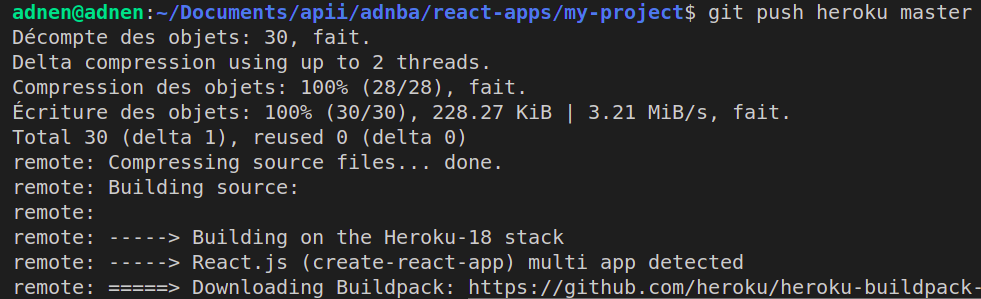 adnen@adnen:~/Documents/apii/adnba/react-apps/my-project$ git push heroku master
Décompte des objets: 30, fait.
Delta compression using up to 2 threads.
Compression des objets: 100% (28/28), fait.
Écriture des objets: 100% (30/30), 228.27 KiB | 3.21 MiB/s, fait.
Total 30 (delta 1), reused 0 (delta 0)
remote: Compressing source files... done.
remote: Building source:
remote:
remote: -----> Building on the Heroku-18 stack
remote: -----> React.js (create-react-app) multi app detected
remote: =====> Downloading Buildpack: https://github.com/heroku/heroku-buildpack-